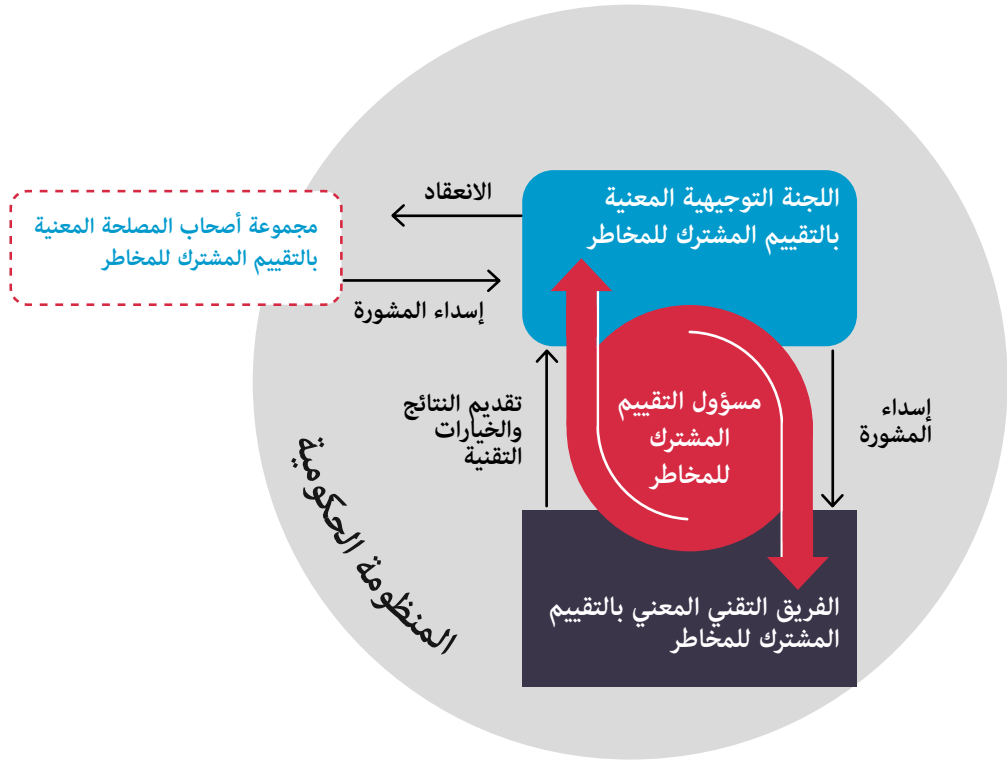 اللجنة التوجيهية المعنية
بالتقييم المشترك للمخاطر
الانعقاد
مجموعة أصحاب المصلحة المعنية
بالتقييم المشترك للمخاطر
إسداء المشورة
إسداء
المشورة
مسؤول التقييم
المشترك
للمخاطر
تقديم النتائج
والخيارات
التقنية
الفريق التقني المعني بالتقييم
المشترك للمخاطر
المنظومة الحكومية